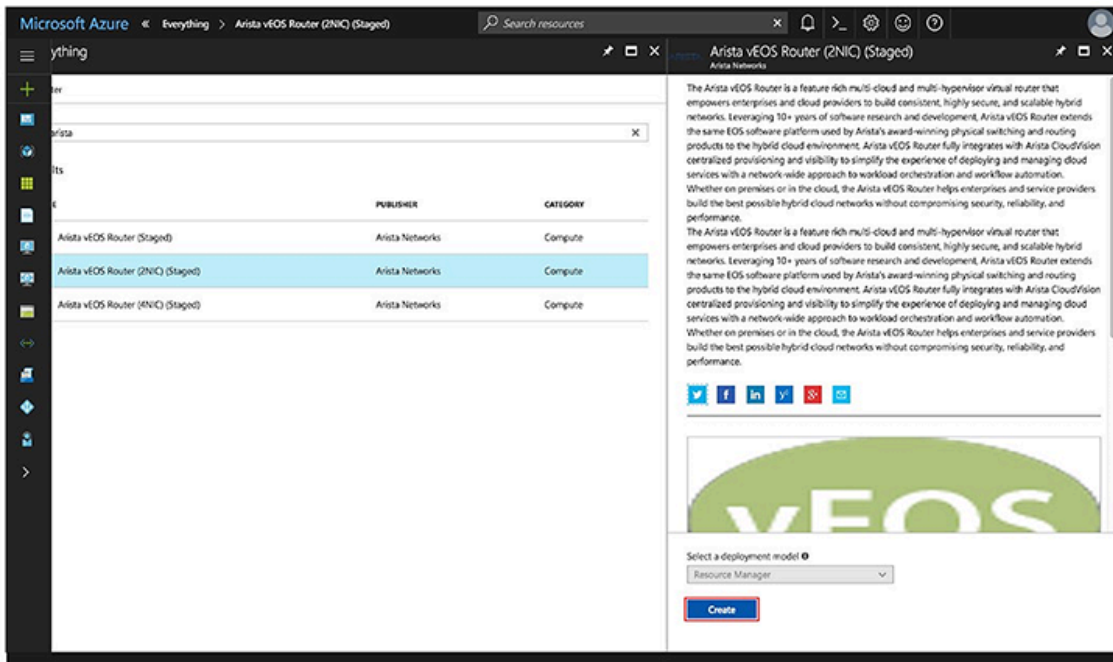 Microsoft Azure « Everything > Arista vEOS Router (2NIC) (Staged)
Search resources
ything
ter
arista
lts
E PUBLISHER CATEGORY
Arista vEOS Router (Staged) Arista Networks Compute
Arista vEOS Router (2NIC) (Staged) Arista Networks Compute
Arista vEOS Router (4NIC) (Staged) Arista Networks Compute
Arista vEOS Router (2NIC) (Staged)
Arista Networks
The Arista vEOS Router is a feature rich multi-cloud and multi-hypervisor virtual router that
empowers enterprises and cloud providers to build consistent, highly secure, and scalable hybrid
networks. Leveraging 10+ years of software research and development, Arista vEOS Router extends
the same EOS software platform used by Arista's award-winning physical switching and routing
products to the hybrid cloud environment. Arista vEOS Router fully integrates with Arista CloudVision
centralized provisioning and visibility to simplify the experience of deploying and managing cloud
services with a network-wide approach to workload orchestration and workflow automation.
Whether on premises or in the cloud, the Arista vEOS Router helps enterprises and service providers
build the best possible hybrid cloud networks without compromising security, reliability, and
performance.
The Arista vEOS Router is a feature rich multi-cloud and multi-hypervisor virtual router that
empowers enterprises and cloud providers to build consistent, highly secure, and scalable hybrid
networks. Leveraging 10+ years of software research and development, Arista vEOS Router extends
the same EOS software platform used by Arista's award-winning physical switching and routing
products to the hybrid cloud environment. Arista vEOS Router fully integrates with Arista CloudVision
centralized provisioning and visibility to simplify the experience of deploying and managing cloud
services with a network-wide approach to workload orchestration and workflow automation.
Whether on premises or in the cloud, the Arista vEOS Router helps enterprises and service providers
build the best possible hybrid cloud networks without compromising security, reliability, and
performance.
vEOS
Select a deployment model
Resource Manager
Create